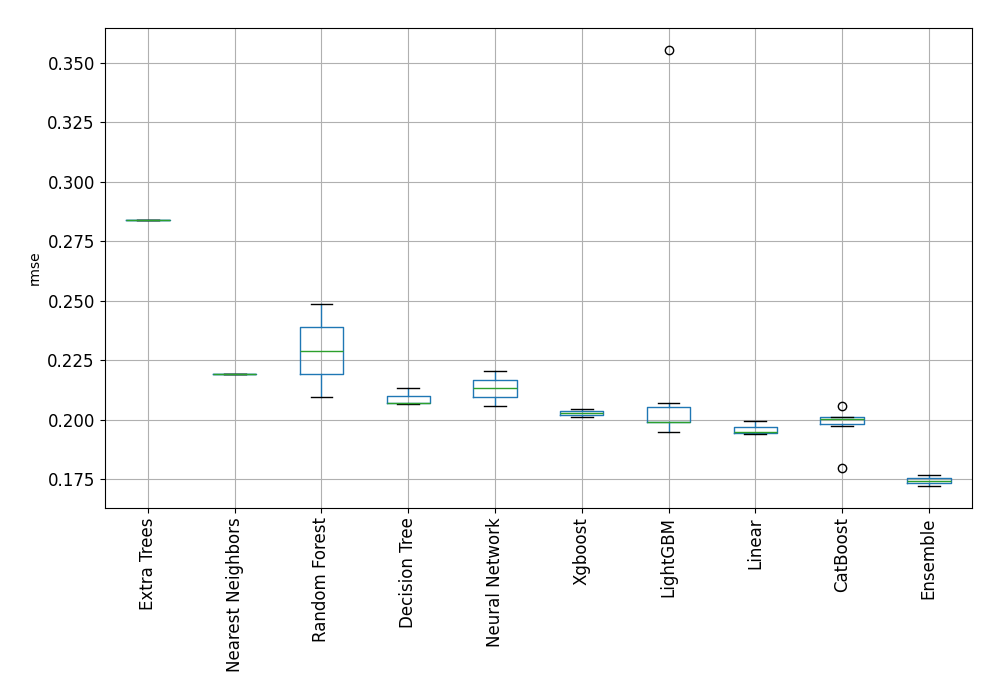 0.350
0.325
0.300
0.275
0.250
0.225
0.200
0.175
rmse
Extra Trees
Nearest Neighbors
Random Forest
Decision Tree
Neural Network
Xgboost
LightGBM
Linear
CatBoost
Ensemble